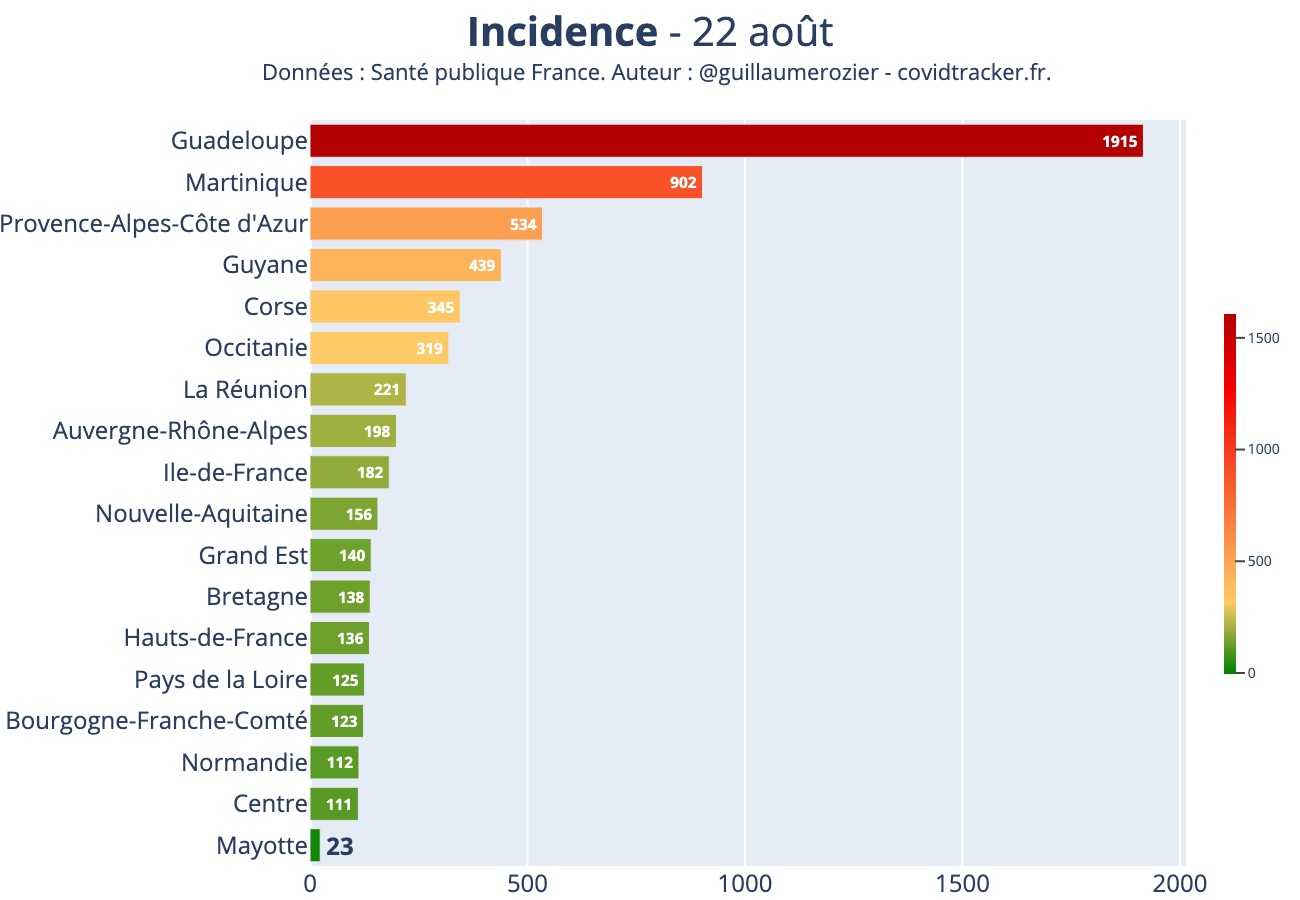 Incidence - 22 août
Données : Santé publique France. Auteur : @guillaumerozier - covidtracker.fr.
Guadeloupe 1915
Martinique 902
Provence-Alpes-Côte d'Azur 534
Guyane 439
Corse 345
Occitanie 319
La Réunion 221
Auvergne-Rhône-Alpes 198
Ile-de-France 182
Nouvelle-Aquitaine 156
Grand Est 140
Bretagne 138
Hauts-de-France 136
Pays de la Loire 125
Bourgogne-Franche-Comté 123
Normandie 112
Centre 111
Mayotte 23
0 500 1000 1500 2000
1500
1000
500
0